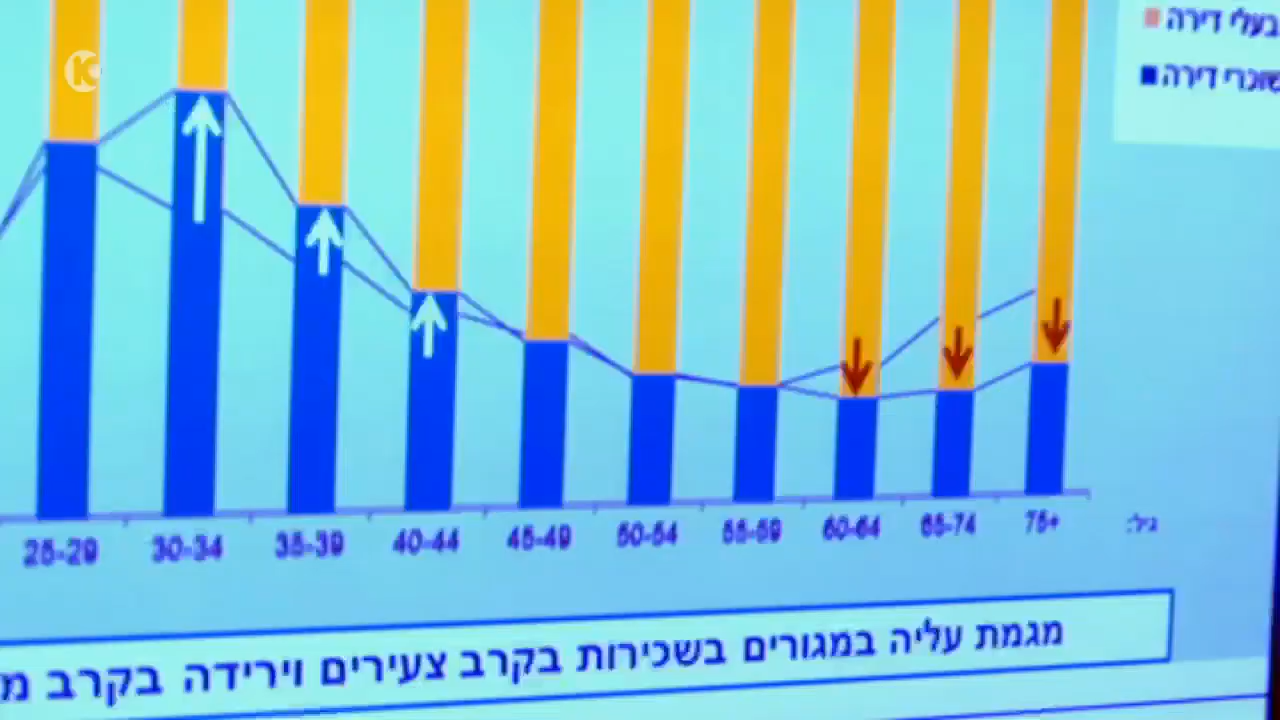 בעלי דירה
שוכרי דירה
25-29 30-34 35-39 40-44 45-49 50-54 55-59 60-64 65-74 75+ גיל:
מגמת עליה במגורים בשכירות בקרב צעירים וירידה בקרב